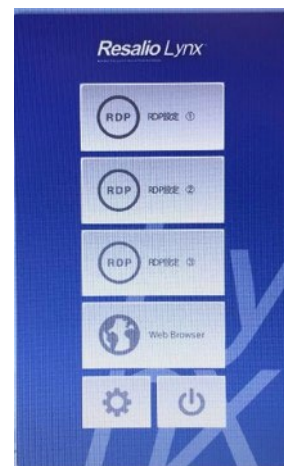 Resalio Lynx
RDP
RDP設定 ①
RDP
RDP設定 ②
RDP
RDP設定 ③
Web Browser
lynx